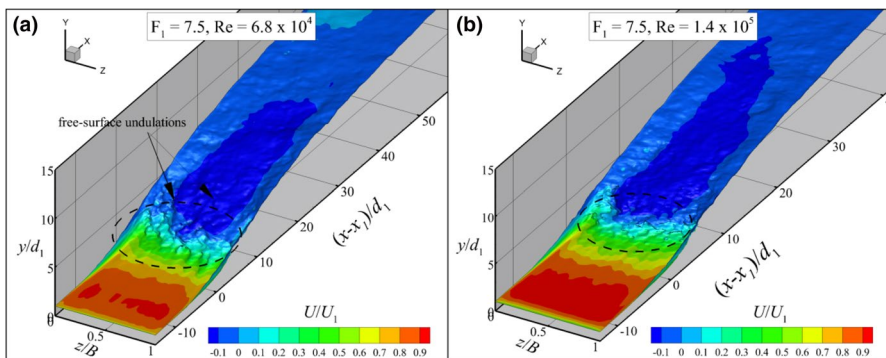 (a)
F₁ = 7.5, Re = 6.8 x 10⁴
Y
X
Z
free-surface undulations
15
10
y/d₁
5
0
0
0.5
z/B
1
-10
0
10
20
30
40
50
(x-x₁)/d₁
U/U₁
-0.1 0 0.1 0.2 0.3 0.4 0.5 0.6 0.7 0.8 0.9
(b)
F₁ = 7.5, Re = 1.4 x 10⁵
Y
X
Z
15
10
y/d₁
5
0
0
0.5
z/B
1
-10
0
10
20
30
(x-x₁)/d₁
U/U₁
-0.1 0 0.1 0.2 0.3 0.4 0.5 0.6 0.7 0.8 0.9